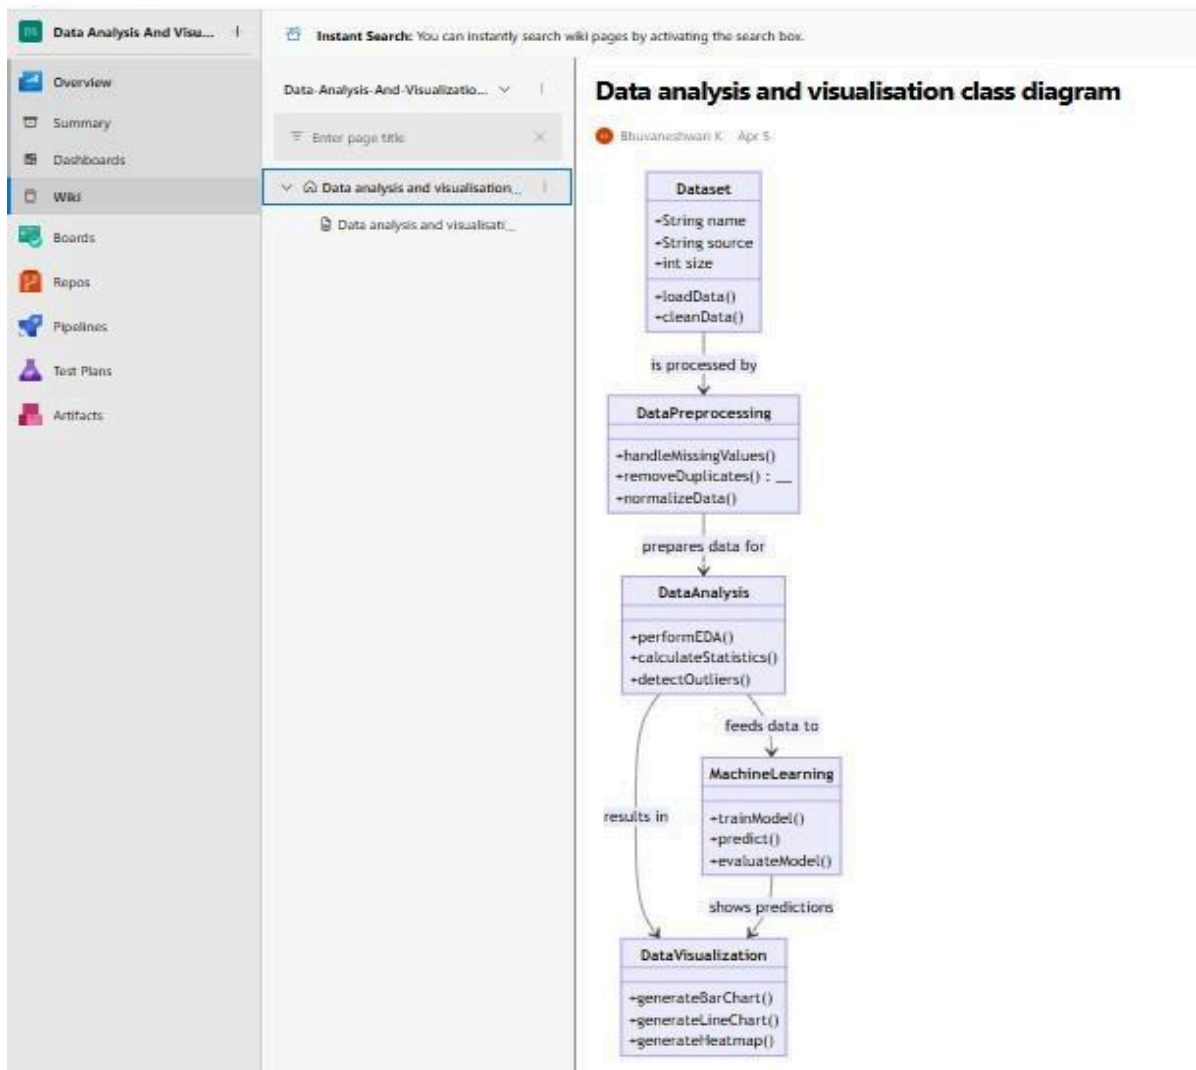 Data Analysis And Visu...
Overview
Summary
Dashboards
Wiki
Boards
Repos
Pipelines
Test Plans
Artifacts
Instant Search: You can instantly search wiki pages by activating the search box.
Data-Analysis-And-Visualizatio...
Enter page title
Data analysis and visualisation...
Data analysis and visualisati...
Data analysis and visualisation class diagram
Bhuvaneshwari K Apr 5
Dataset
+String name
+String source
+int size
+loadData()
+cleanData()
is processed by
DataPreprocessing
+handleMissingValues()
+removeDuplicates() : __
+normalizeData()
prepares data for
DataAnalysis
+performEDA()
+calculateStatistics()
+detectOutliers()
feeds data to
MachineLearning
+trainModel()
+predict()
+evaluateModel()
results in
shows predictions
DataVisualization
+generateBarChart()
+generateLineChart()
+generateHeatmap()